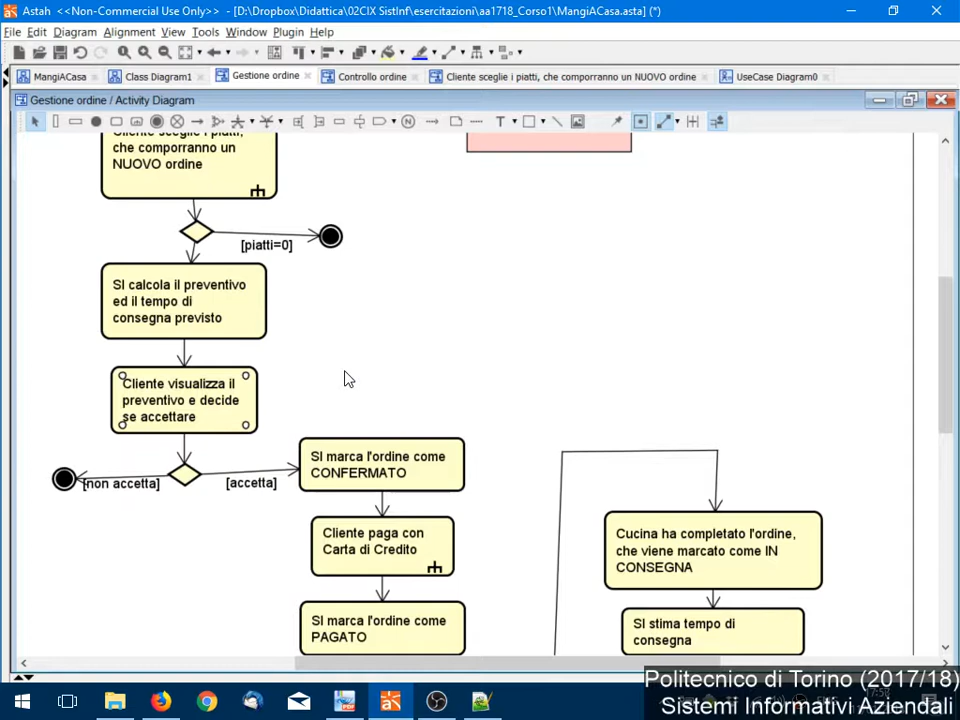 Astah <<Non-Commercial Use Only>> - [D:\Dropbox\Didattica\02CIX SistInf\esercitazioni\aa1718_Corso1\MangiACasa.asta] (*)
File Edit Diagram Alignment View Tools Window Plugin Help
MangiACasa
Class Diagram1
Gestione ordine
Controllo ordine
Cliente sceglie i piatti, che comporranno un NUOVO ordine
UseCase Diagram0
Gestione ordine / Activity Diagram
Cliente sceglie i piatti,
che comporranno un
NUOVO ordine
[piatti=0]
SI calcola il preventivo
ed il tempo di
consegna previsto
Cliente visualizza il
preventivo e decide
se accettare
[non accetta]
[accetta]
SI marca l'ordine come
CONFERMATO
Cliente paga con
Carta di Credito
SI marca l'ordine come
PAGATO
Cucina ha completato l'ordine,
che viene marcato come IN
CONSEGNA
SI stima tempo di
consegna
Politecnico di Torino (2017/18)
Sistemi Informativi Aziendali